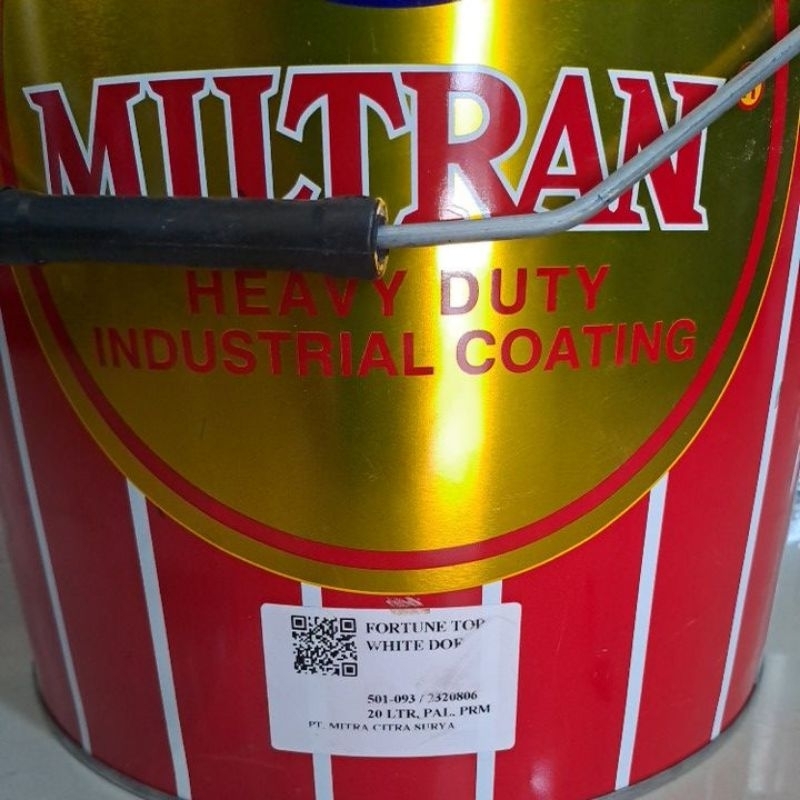 MILTRAN®
HEAVY DUTY
INDUSTRIAL COATING
FORTUNE TOP
WHITE DOF
501-093 / 2320806
20 LTR, PAL, PRM
PT. MITRA CITRA SURYA